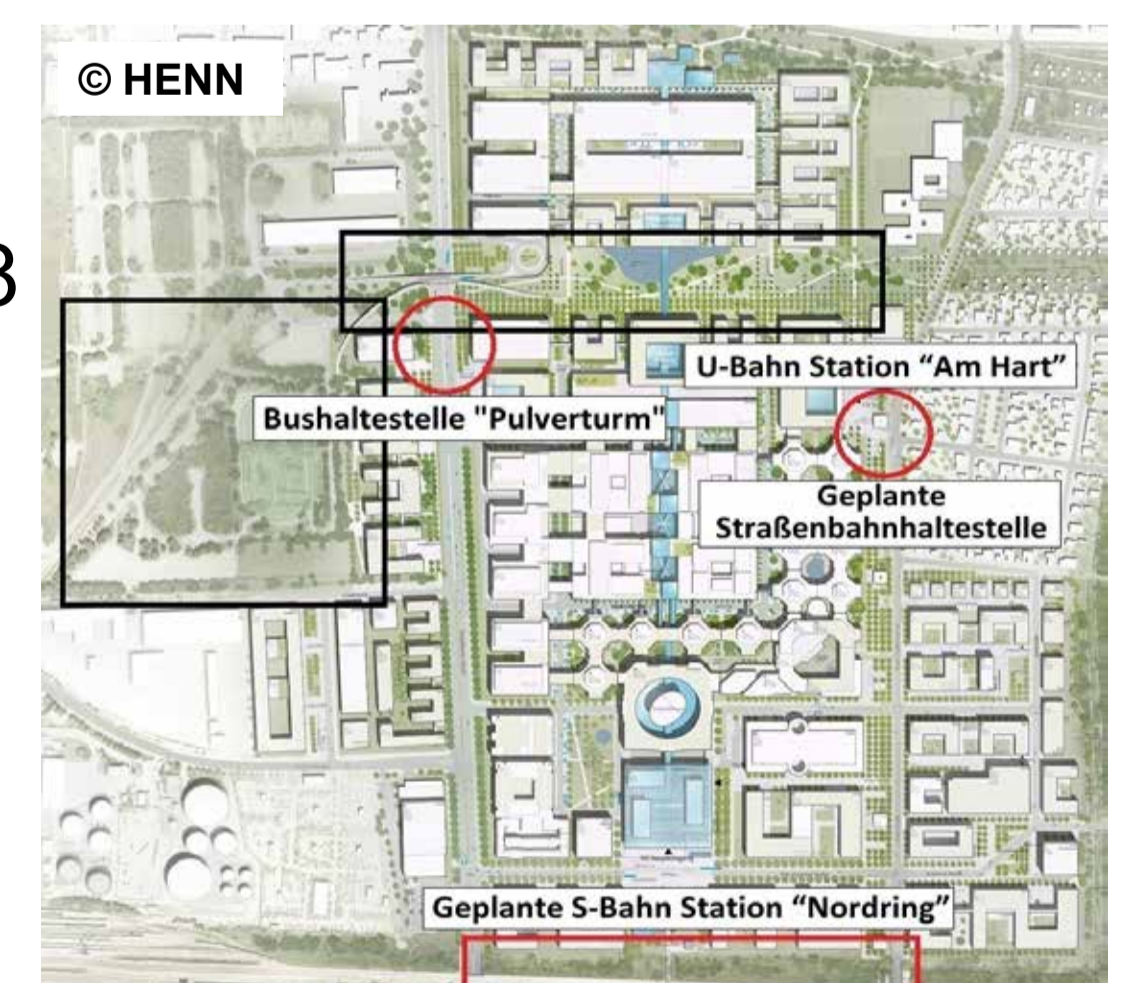 © HENN
U-Bahn Station “Am Hart”
Bushaltestelle "Pulverturm"
Geplante
Straßenbahnhaltestelle
Geplante S-Bahn Station “Nordring”